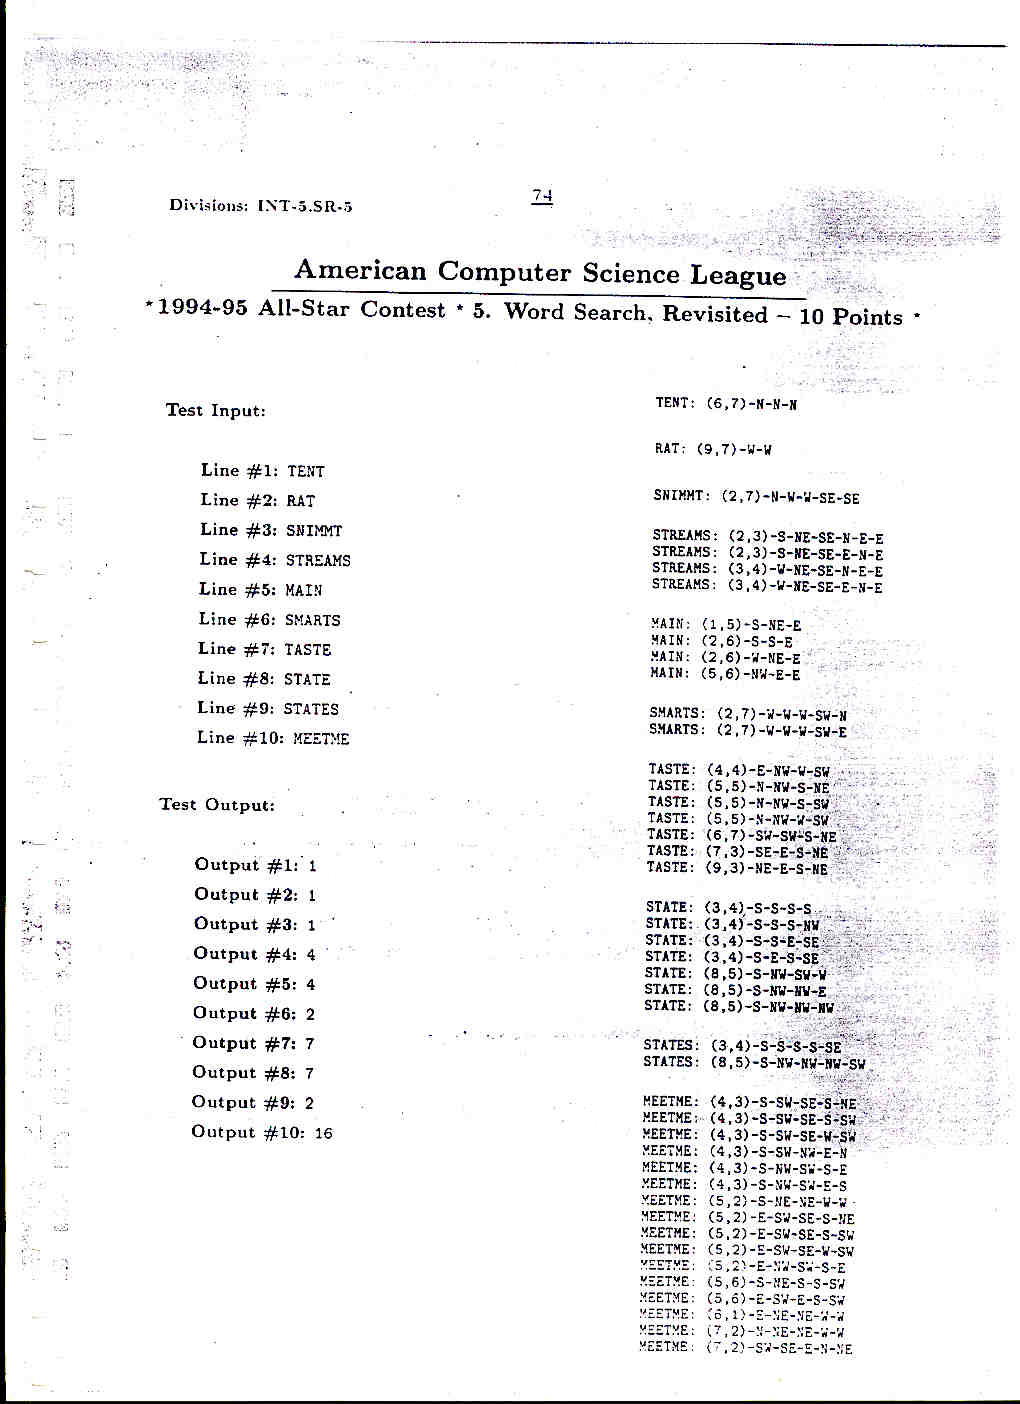 74
Divisions: INT-5.SR-5
American Computer Science League
*1994-95 All-Star Contest * 5. Word Search, Revisited – 10 Points *
Test Input:
Line #1: TENT
Line #2: RAT
Line #3: SNIMMT
Line #4: STREAMS
Line #5: MAIN
Line #6: SMARTS
Line #7: TASTE
Line #8: STATE
Line #9: STATES
Line #10: MEETME
Test Output:
Output #1: 1
Output #2: 1
Output #3: 1
Output #4: 4
Output #5: 4
Output #6: 2
Output #7: 7
Output #8: 7
Output #9: 2
Output #10: 16
TENT: (6,7)-N-N-N
RAT: (9,7)-W-W
SNIMMT: (2,7)-N-W-W-SE-SE
STREAMS: (2,3)-S-NE-SE-N-E-E
STREAMS: (2,3)-S-NE-SE-E-N-E
STREAMS: (3,4)-W-NE-SE-N-E-E
STREAMS: (3,4)-W-NE-SE-E-N-E
MAIN: (1,5)-S-NE-E
MAIN: (2,6)-S-S-E
MAIN: (2,6)-W-NE-E
MAIN: (5,6)-NW-E-E
SMARTS: (2,7)-W-W-W-SW-N
SMARTS: (2,7)-W-W-W-SW-E
TASTE: (4,4)-E-NW-W-SW
TASTE: (5,5)-N-NW-S-NE
TASTE: (5,5)-N-NW-S-SW
TASTE: (5,5)-N-NW-W-SW
TASTE: (6,7)-SW-SW-S-NE
TASTE: (7,3)-SE-E-S-NE
TASTE: (9,3)-NE-E-S-NE
STATE: (3,4)-S-S-S-S
STATE: (3,4)-S-S-S-NW
STATE: (3,4)-S-S-E-SE
STATE: (3,4)-S-E-S-SE
STATE: (8,5)-S-NW-SW-W
STATE: (8,5)-S-NW-NW-E
STATE: (8,5)-S-NW-NW-NW
STATES: (3,4)-S-S-S-S-SE
STATES: (8,5)-S-NW-NW-NW-SW
MEETME: (4,3)-S-SW-SE-S-NE
MEETME: (4,3)-S-SW-SE-S-SW
MEETME: (4,3)-S-SW-SE-W-SW
MEETME: (4,3)-S-SW-NW-E-N
MEETME: (4,3)-S-NW-SW-S-E
MEETME: (4,3)-S-NW-SW-E-S
MEETME: (5,2)-S-NE-NE-W-W
MEETME: (5,2)-E-SW-SE-S-NE
MEETME: (5,2)-E-SW-SE-S-SW
MEETME: (5,2)-E-SW-SE-W-SW
MEETME: (5,2)-E-NW-SW-S-E
MEETME: (5,6)-S-NE-S-S-SW
MEETME: (5,6)-E-SW-E-S-SW
MEETME: (6,1)-E-NE-NE-W-W
MEETME: (7,2)-N-NE-NE-W-W
MEETME: (7,2)-SW-SE-E-N-NE